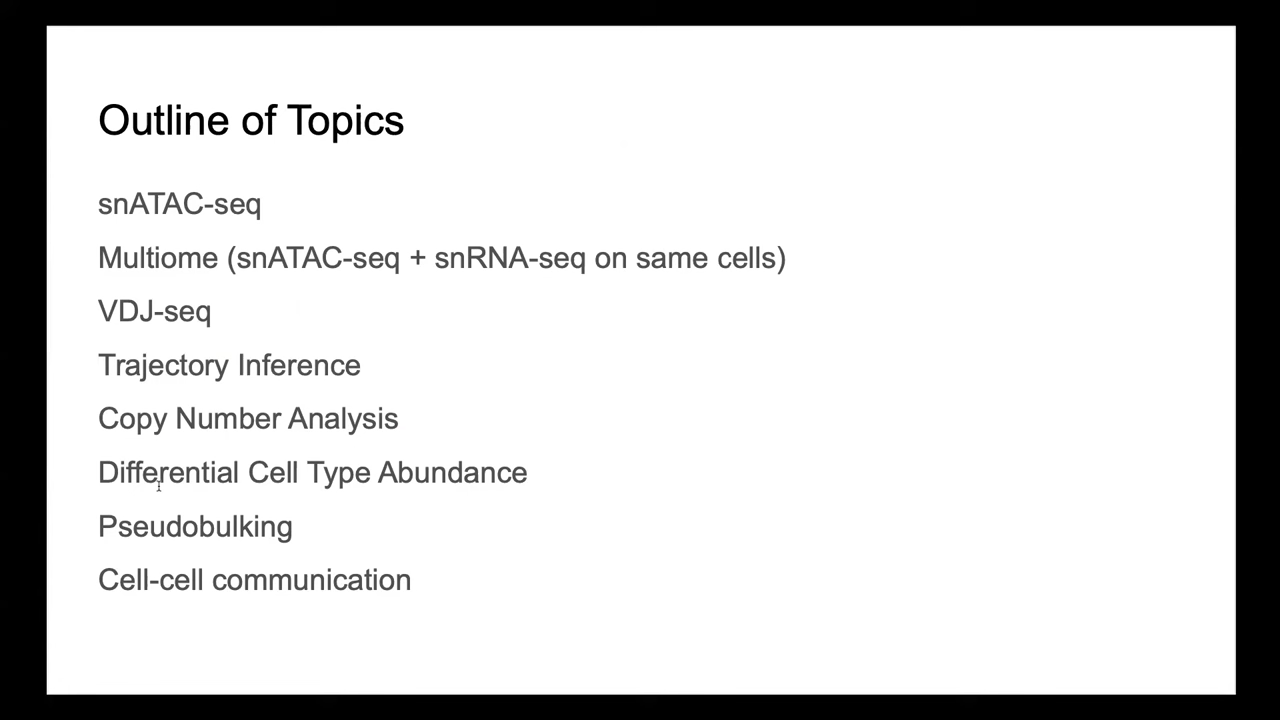 Outline of Topics
snATAC-seq
Multiome (snATAC-seq + snRNA-seq on same cells)
VDJ-seq
Trajectory Inference
Copy Number Analysis
Differential Cell Type Abundance
Pseudobulking
Cell-cell communication